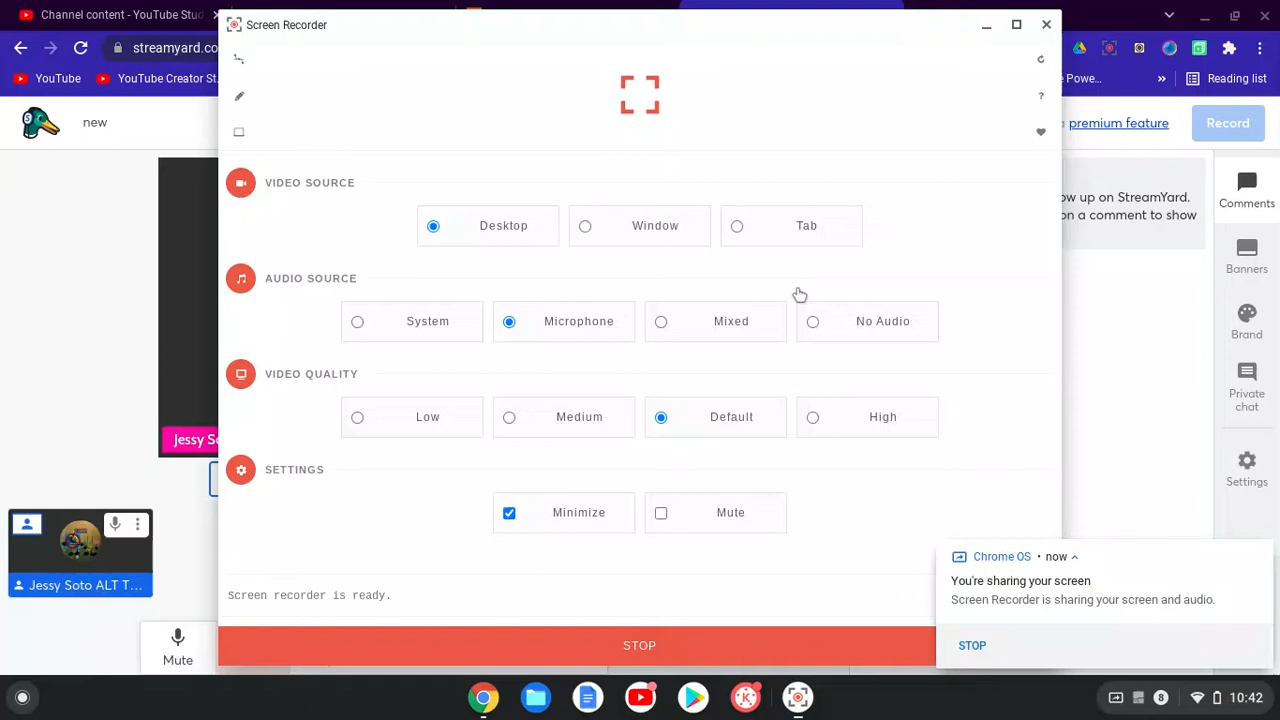 Channel content - YouTube Stud
Screen Recorder
streamyard.co
YouTube
YouTube Creator St
e Powe...
»
Reading list
new
premium feature
Record
?
VIDEO SOURCE
Desktop
Window
Tab
ow up on StreamYard.
on a comment to show
Comments
AUDIO SOURCE
System
Microphone
Mixed
No Audio
Banners
Brand
VIDEO QUALITY
Low
Medium
Default
High
Private
chat
Jessy So
SETTINGS
Minimize
Mute
Settings
Jessy Soto ALT T...
Screen recorder is ready.
Chrome OS • now
You're sharing your screen
Screen Recorder is sharing your screen and audio.
STOP
STOP
Mute
K
8
10:42